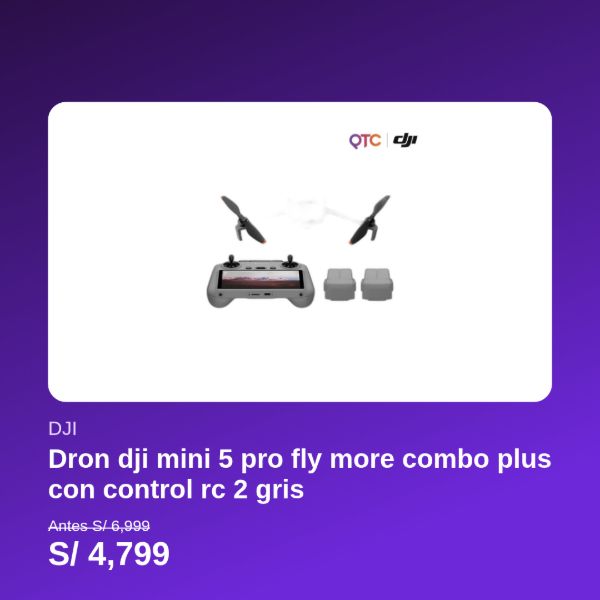 QTC | dji
DJI
Dron dji mini 5 pro fly more combo plus
con control rc 2 gris
Antes S/ 6,999
S/ 4,799